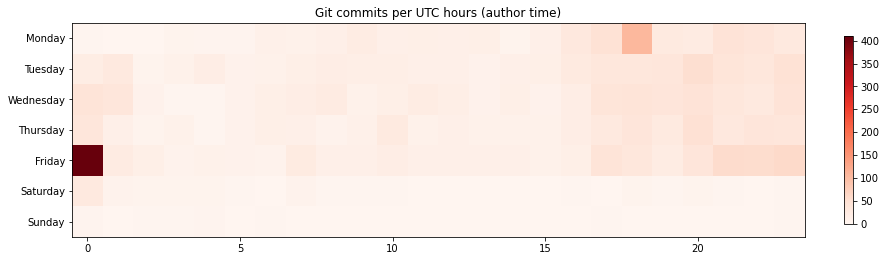 Git commits per UTC hours (author time)
Monday
Tuesday
Wednesday
Thursday
Friday
Saturday
Sunday
0 5 10 15 20
400
350
300
250
200
150
100
50
0